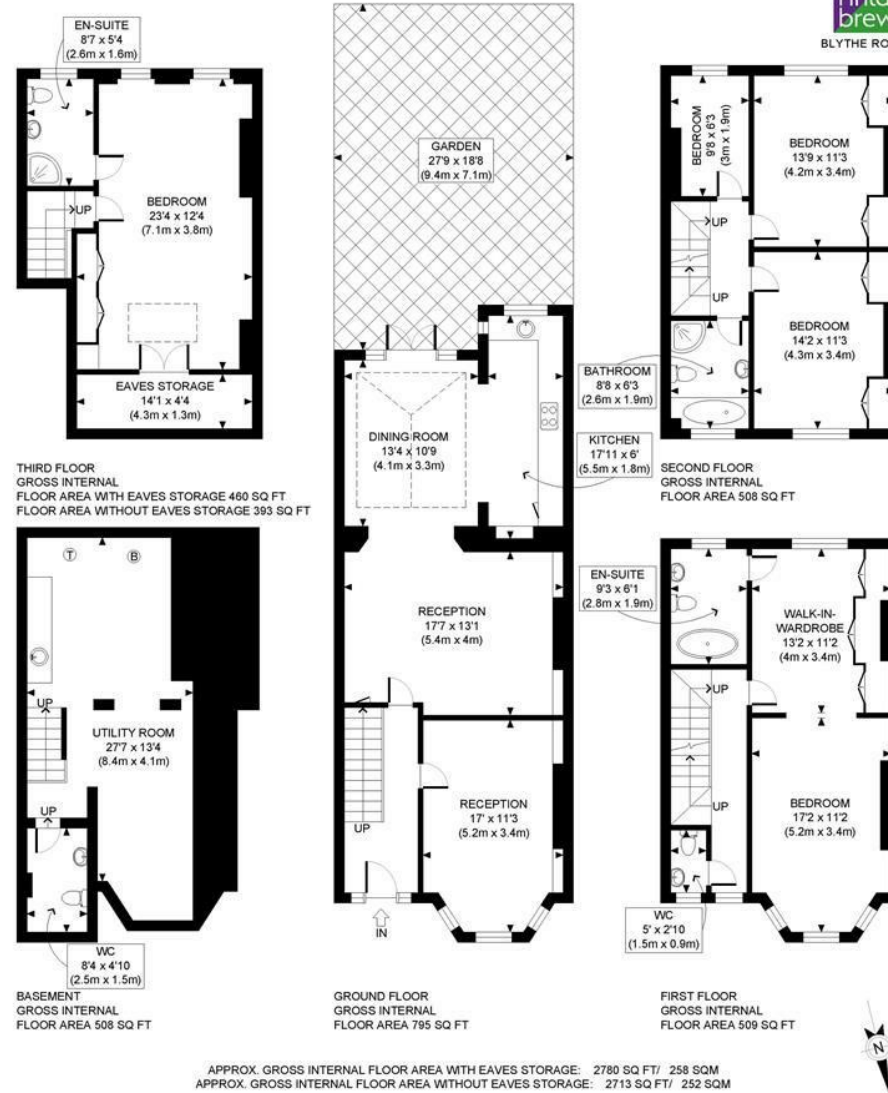 EN-SUITE
8'7 x 5'4
(2.6m x 1.6m)
UP
BEDROOM
23'4 x 12'4
(7.1m x 3.8m)
EAVES STORAGE
14'1 x 4'4
(4.3m x 1.3m)
THIRD FLOOR
GROSS INTERNAL
FLOOR AREA WITH EAVES STORAGE 460 SQ FT
FLOOR AREA WITHOUT EAVES STORAGE 393 SQ FT
GARDEN
27'9 x 18'8
(9.4m x 7.1m)
DINING ROOM
13'4 x 10'9
(4.1m x 3.3m)
KITCHEN
17'11 x 6'
(5.5m x 1.8m)
RECEPTION
17'7 x 13'1
(5.4m x 4m)
RECEPTION
17' x 11'3
(5.2m x 3.4m)
UP
IN
GROUND FLOOR
GROSS INTERNAL
FLOOR AREA 795 SQ FT
brew
BLYTHE RO
BEDROOM
9'8 x 6'3
(3m x 1.9m)
BEDROOM
13'9 x 11'3
(4.2m x 3.4m)
UP
UP
BEDROOM
14'2 x 11'3
(4.3m x 3.4m)
BATHROOM
8'8 x 6'3
(2.6m x 1.9m)
SECOND FLOOR
GROSS INTERNAL
FLOOR AREA 508 SQ FT
T
B
UP
UTILITY ROOM
27'7 x 13'4
(8.4m x 4.1m)
UP
WC
8'4 x 4'10
(2.5m x 1.5m)
BASEMENT
GROSS INTERNAL
FLOOR AREA 508 SQ FT
EN-SUITE
9'3 x 6'1
(2.8m x 1.9m)
WALK-IN-
WARDROBE
13'2 x 11'2
(4m x 3.4m)
UP
UP
BEDROOM
17'2 x 11'2
(5.2m x 3.4m)
WC
5' x 2'10
(1.5m x 0.9m)
FIRST FLOOR
GROSS INTERNAL
FLOOR AREA 509 SQ FT
N
APPROX. GROSS INTERNAL FLOOR AREA WITH EAVES STORAGE: 2780 SQ FT/ 258 SQM
APPROX. GROSS INTERNAL FLOOR AREA WITHOUT EAVES STORAGE: 2713 SQ FT/ 252 SQM